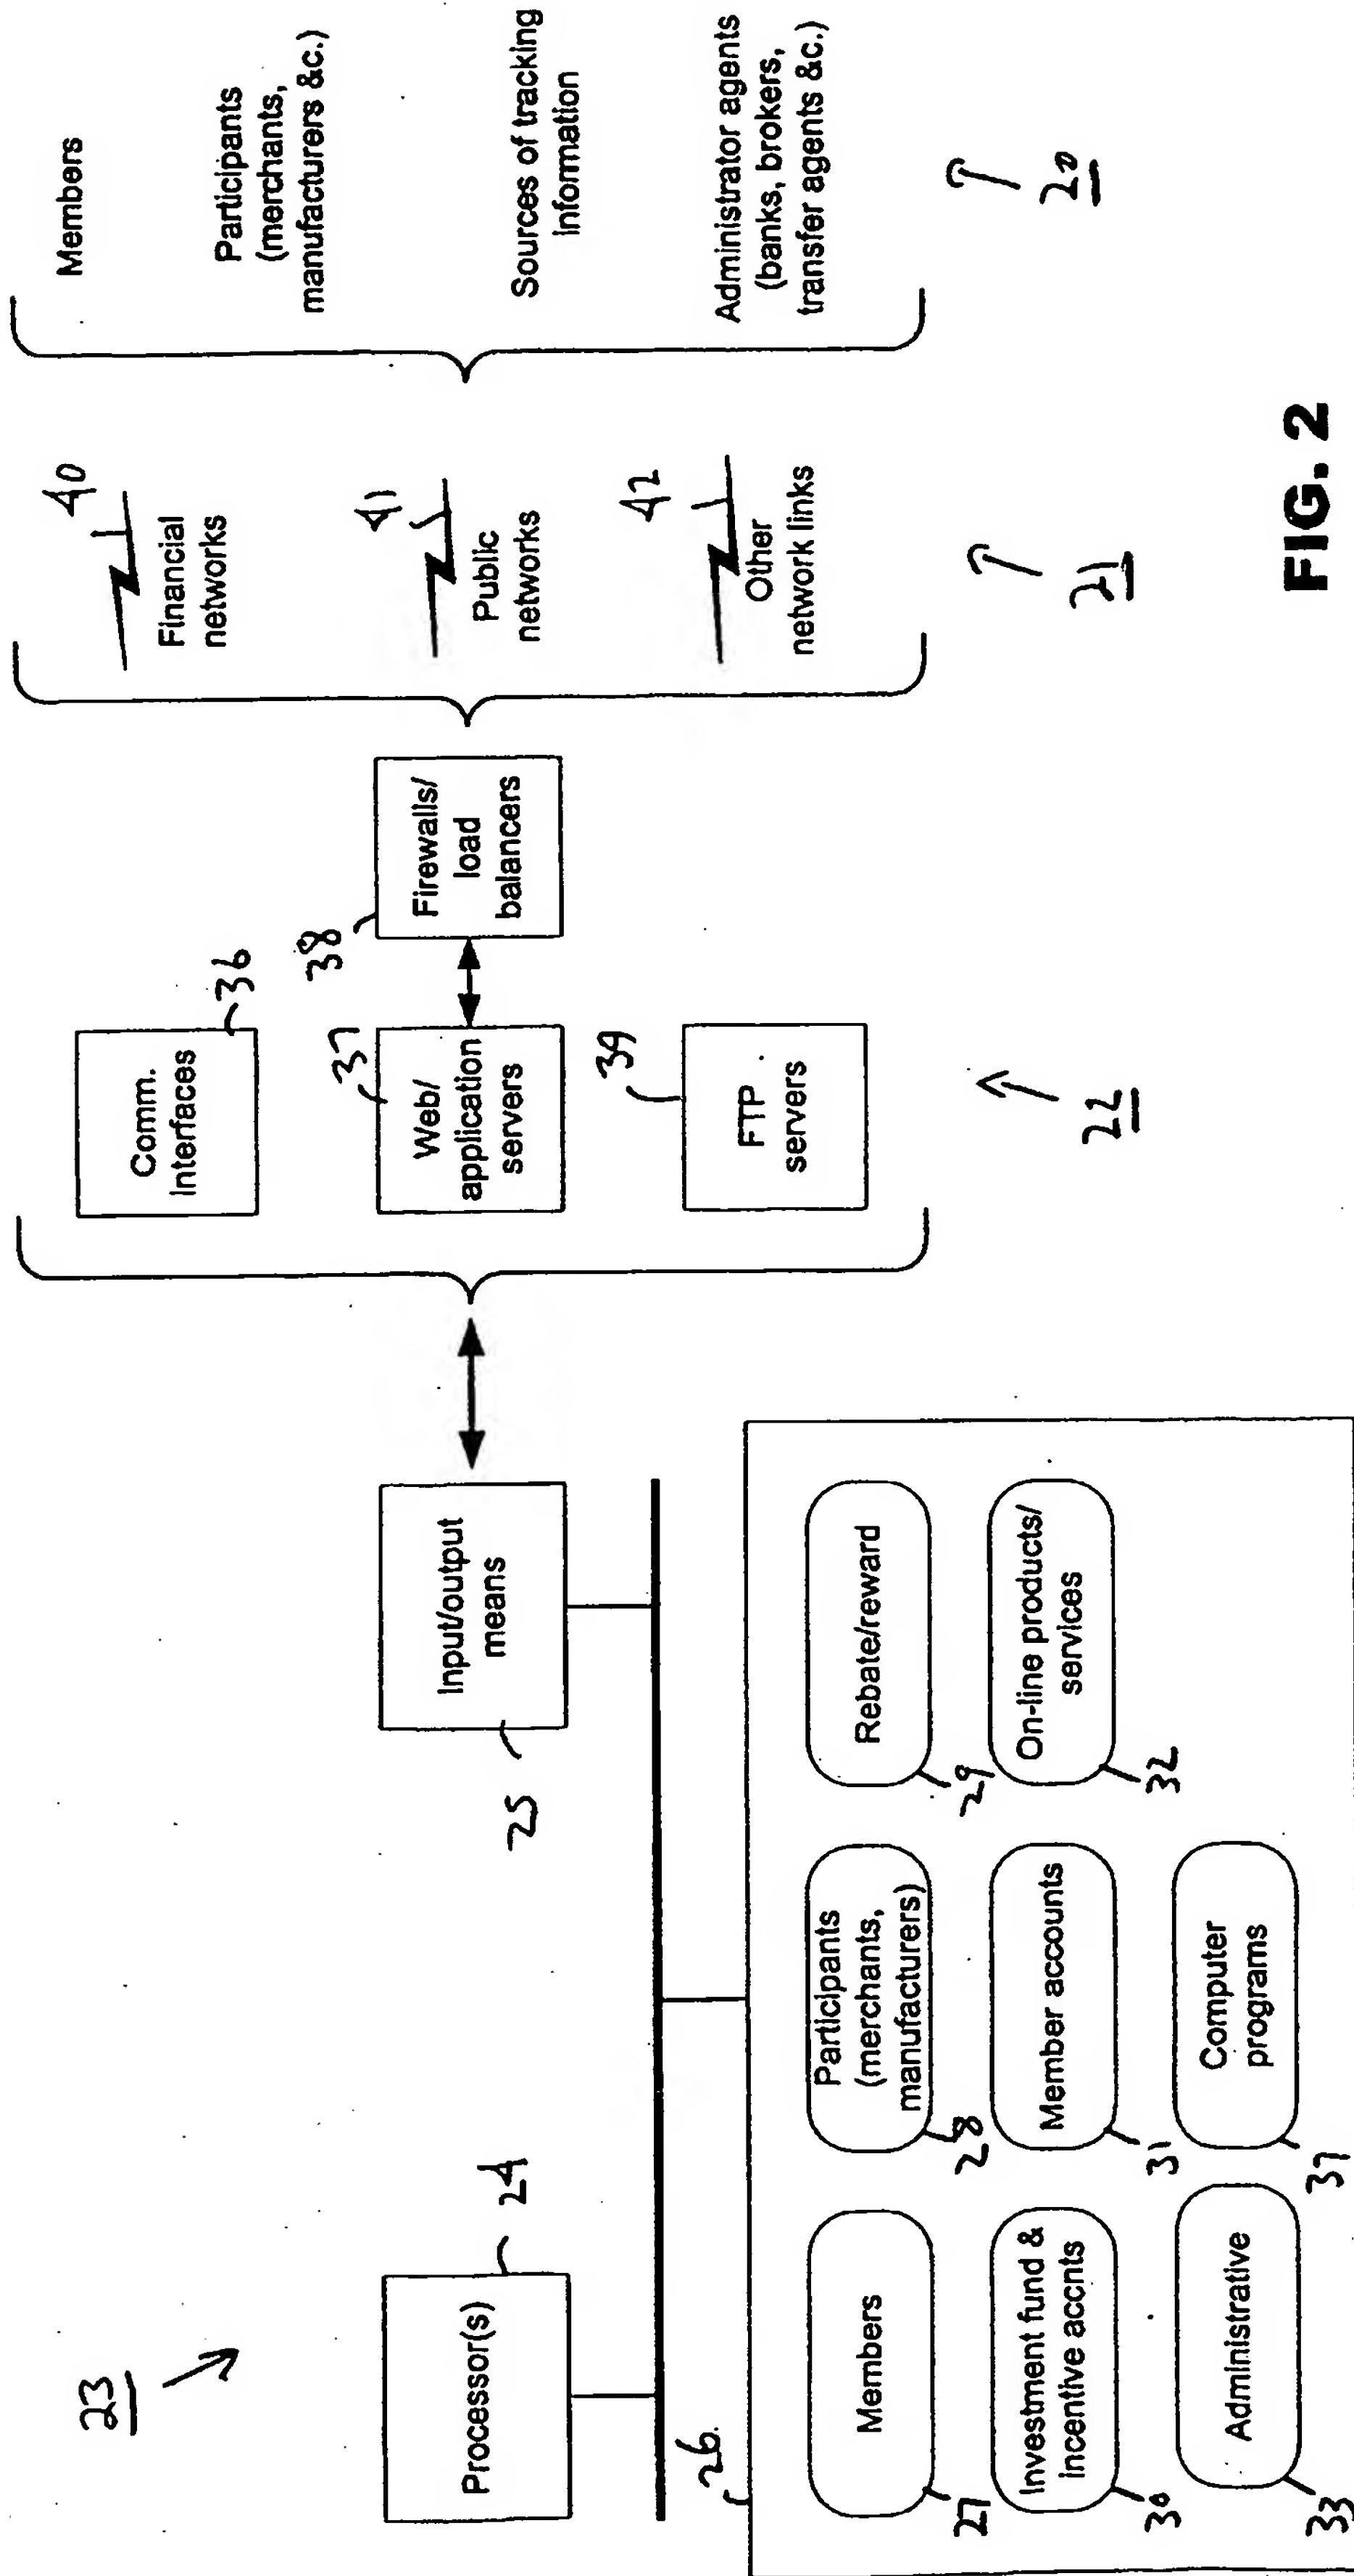 23
Processor(s)
24
Input/output
means
25
26
Members
27
Participants
(merchants,
manufacturers)
28
Rebate/reward
29
Investment fund &
incentive accnts
30
Member accounts
31
On-line products/
services
32
Administrative
33
Computer
programs
37
Comm.
Interfaces
36
Web/
application
servers
37
Firewalls/
load
balancers
38
FTP
servers
39
22
40
Financial
networks
41
Public
networks
42
Other
network links
21
Members
Participants
(merchants,
manufacturers &c.)
Sources of tracking
information
Administrator agents
(banks, brokers,
transfer agents &c.)
20
FIG. 2